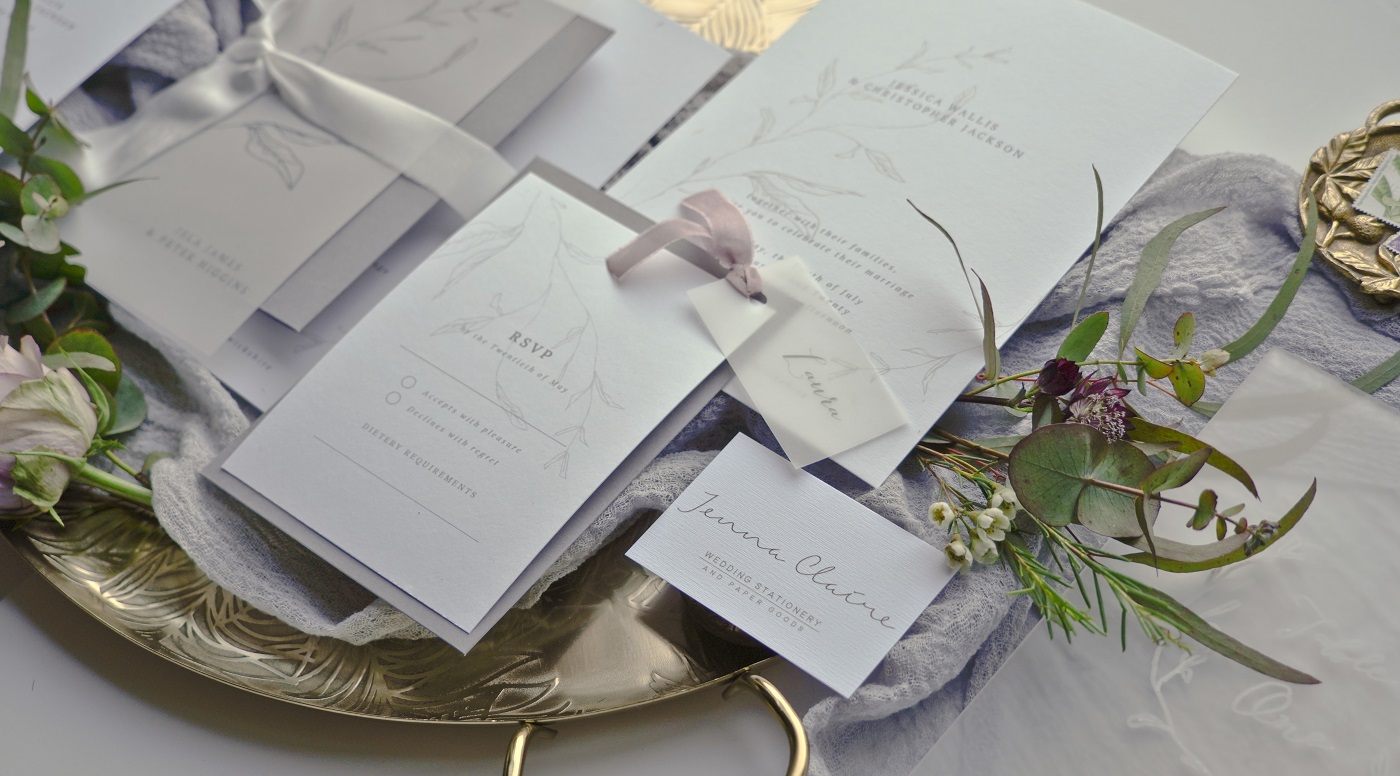 JESSICA WALLIS
& CHRISTOPHER JACKSON
together with their families,
you to celebrate their marriage
of July
ISLA JAMES
& PETER HIGGINS
RSVP
by the Twentieth of May
Accepts with pleasure
Declines with regret
DIETARY REQUIREMENTS
Laura
Jenna Claire
WEDDING STATIONERY
AND PAPER GOODS